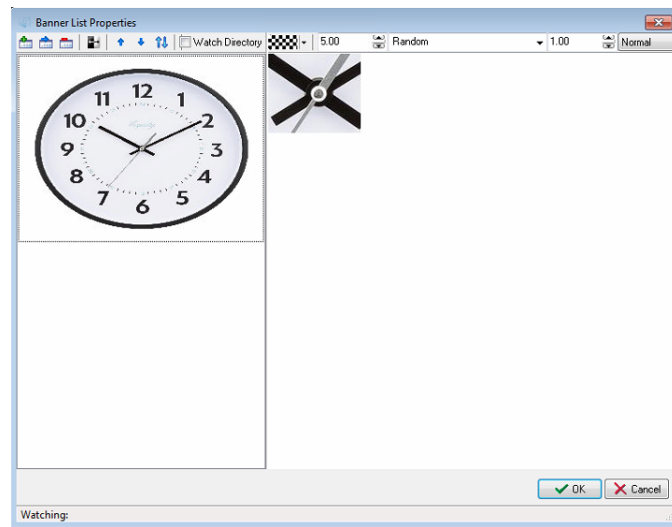 Banner List Properties
Watch Directory 5.00 Random 1.00 Normal
12
11 1
10 2
9 3
8 4
7 5
6
OK Cancel
Watching: